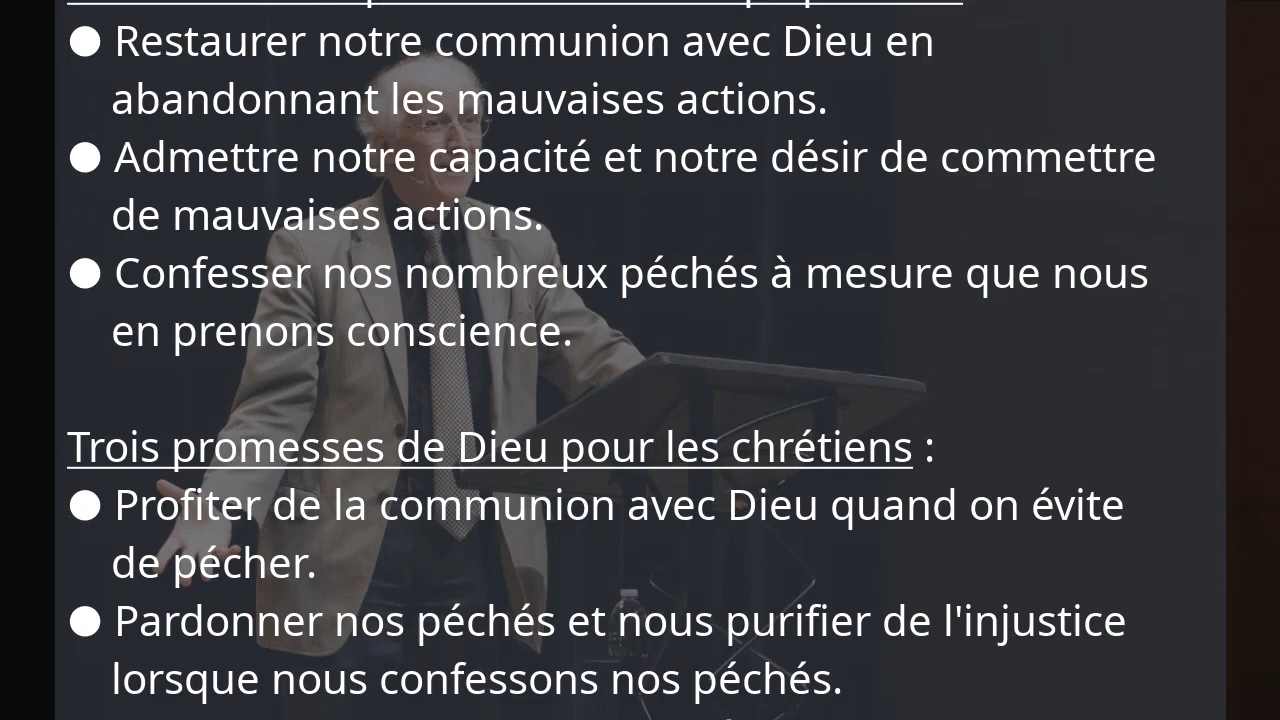 ● Restaurer notre communion avec Dieu en
abandonnant les mauvaises actions.
● Admettre notre capacité et notre désir de commettre
de mauvaises actions.
● Confesser nos nombreux péchés à mesure que nous
en prenons conscience.
Trois promesses de Dieu pour les chrétiens :
● Profiter de la communion avec Dieu quand on évite
de pécher.
● Pardonner nos péchés et nous purifier de l'injustice
lorsque nous confessons nos péchés.